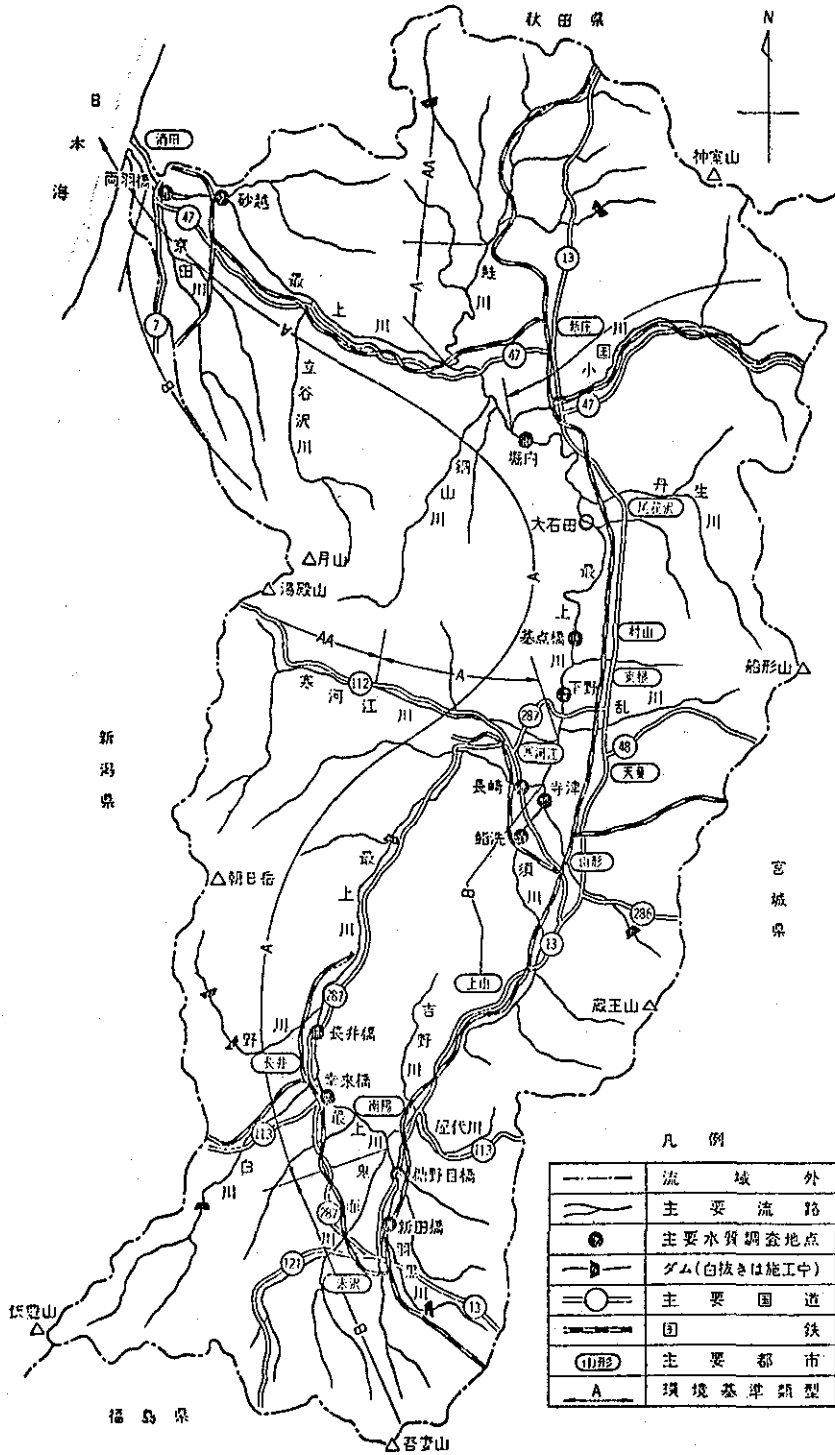 秋田県
N
日本海
酒田
両羽橋
砂越
神室山
AA
47
京田川
最上川
鮭川
13
A
7
A
B
立谷沢川
47
新庄
小国川
47
銅山川
堀内
丹生川
尾花沢
大石田
月山
湯殿山
最上川
A
基点橋
村山
船形山
AA
A
112
寒河江川
下野
東根
乱川
287
寒河江
48
天童
新潟県
長崎
寺津
鮨洗
須川
山形
最上川
朝日岳
B
宮城県
286
A
13
上山
287
蔵王山
吉野川
野川
長井橋
長井
幸来橋
南陽
最上川
屋代川
113
113
白川
鬼面川
糠野目橋
287
新田橋
羽黒川
121
米沢
13
飯豊山
B
福島県
吾妻山
凡例
流域外
主要流路
主要水質調査地点
ダム(白抜きは施工中)
主要国道
国鉄
山形 主要都市
A 環境基準類型